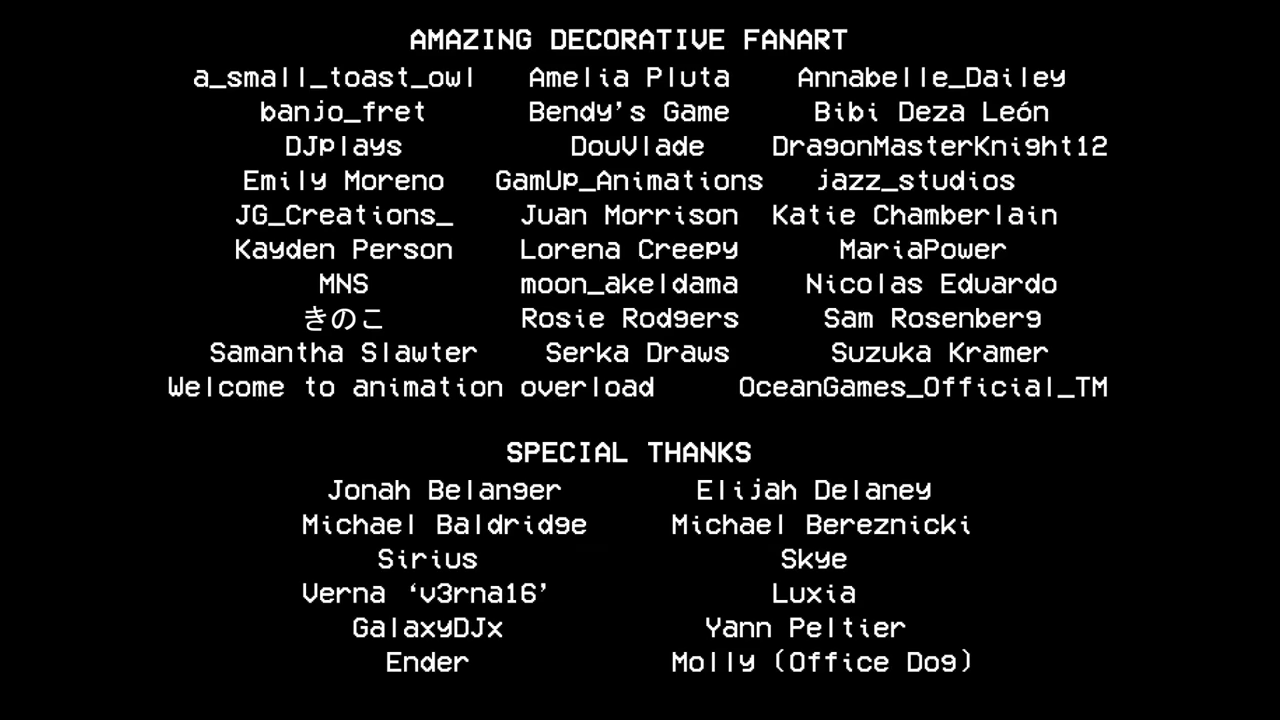 AMAZING DECORATIVE FANART
a_small_toast_owl Amelia Pluta Annabelle_Dailey
banjo_fret Bendy's Game Bibi Deza León
DJplays DouVlade DragonMasterKnight12
Emily Moreno GamUp_Animations jazz_studios
JG_Creations_ Juan Morrison Katie Chamberlain
Kayden Person Lorena Creepy MariaPower
MNS moon_akeldama Nicolas Eduardo
きのこ Rosie Rodgers Sam Rosenberg
Samantha Slawter Serka Draws Suzuka Kramer
Welcome to animation overload OceanGames_Official_TM
SPECIAL THANKS
Jonah Belanger Elijah Delaney
Michael Baldridge Michael Bereznicki
Sirius Skye
Verna ‘v3rna16’ Luxia
GalaxyDJx Yann Peltier
Ender Molly (Office Dog)